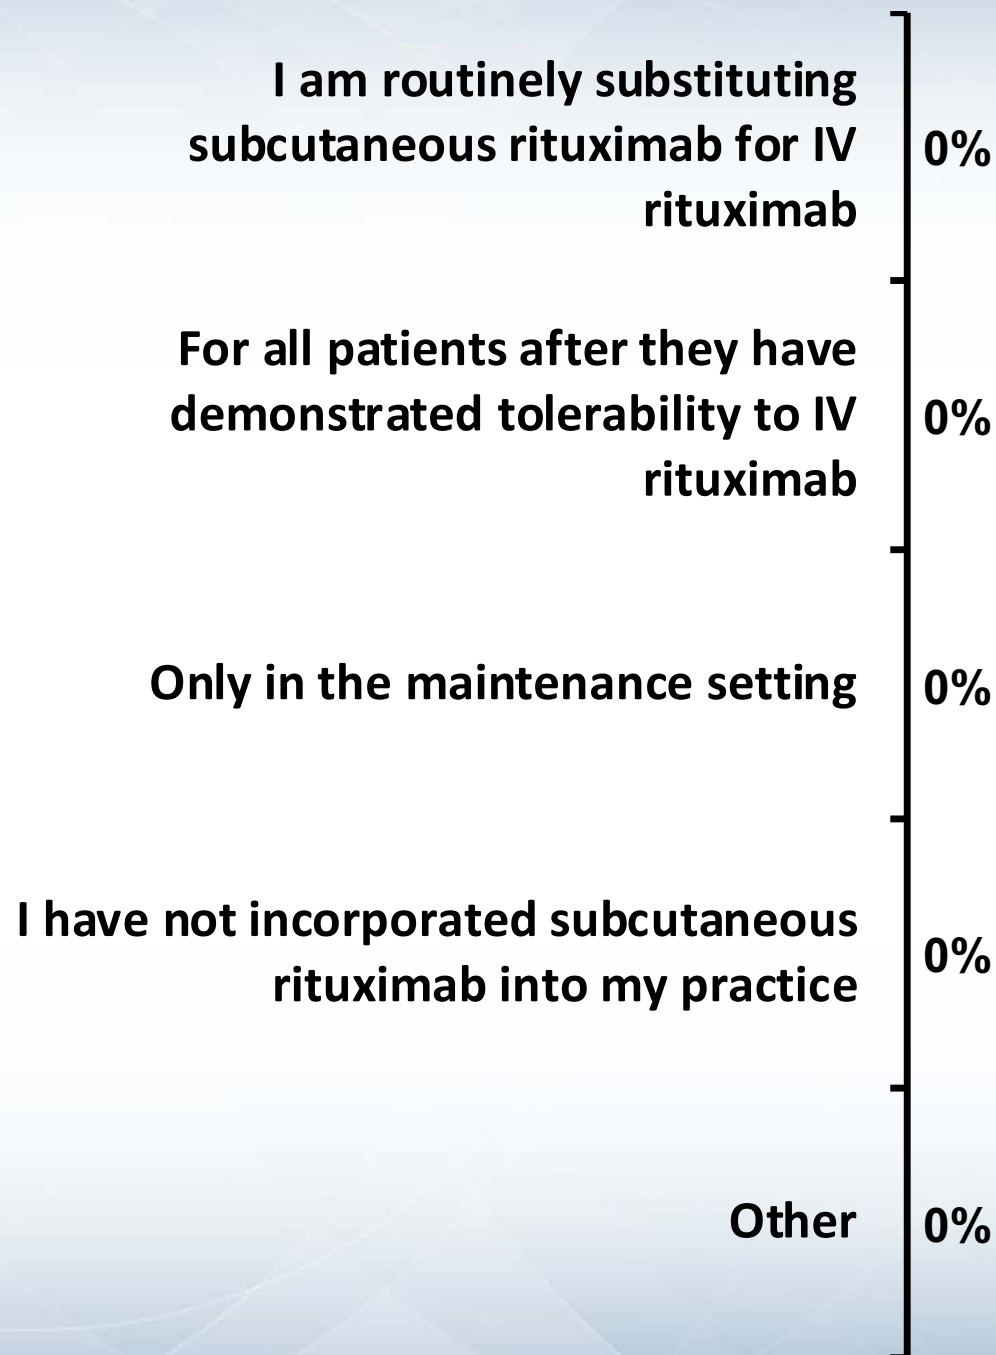 I am routinely substituting
subcutaneous rituximab for IV
rituximab
0%
For all patients after they have
demonstrated tolerability to IV
rituximab
0%
Only in the maintenance setting
0%
I have not incorporated subcutaneous
rituximab into my practice
0%
Other
0%